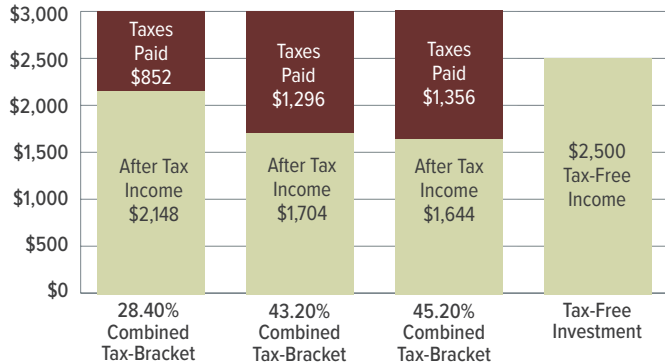 $3,000
$2,500
$2,000
$1,500
$1,000
$500
$0
Taxes
Paid
$852
After Tax
Income
$2,148
28.40%
Combined
Tax-Bracket
Taxes
Paid
$1,296
After Tax
Income
$1,704
43.20%
Combined
Tax-Bracket
Taxes
Paid
$1,356
After Tax
Income
$1,644
45.20%
Combined
Tax-Bracket
$2,500
Tax-Free
Income
Tax-Free
Investment